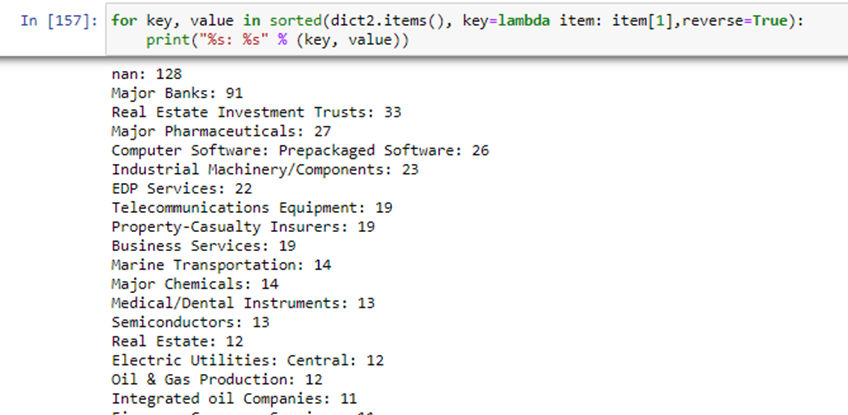 In [157]: for key, value in sorted(dict2.items(), key=lambda item: item[1],reverse=True):
print("%s: %s" % (key, value))
nan: 128
Major Banks: 91
Real Estate Investment Trusts: 33
Major Pharmaceuticals: 27
Computer Software: Prepackaged Software: 26
Industrial Machinery/Components: 23
EDP Services: 22
Telecommunications Equipment: 19
Property-Casualty Insurers: 19
Business Services: 19
Marine Transportation: 14
Major Chemicals: 14
Medical/Dental Instruments: 13
Semiconductors: 13
Real Estate: 12
Electric Utilities: Central: 12
Oil & Gas Production: 12
Integrated oil Companies: 11